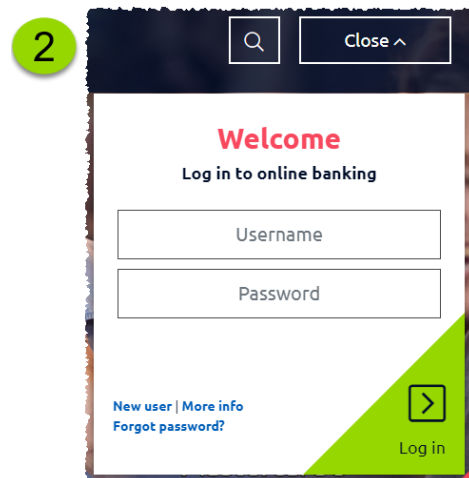 2
Close
Welcome
Log in to online banking
Username
Password
New user | More info
Forgot password?
Log in